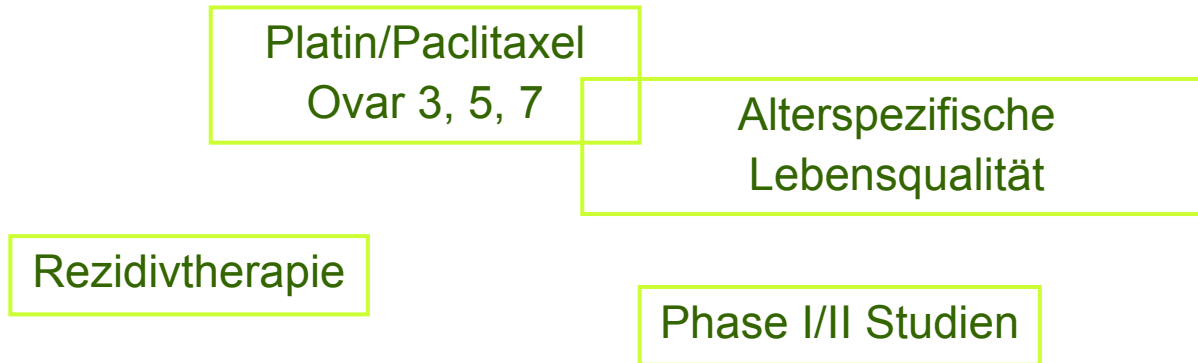 Platin/Paclitaxel
Ovar 3, 5, 7
Alterspezifische
Lebensqualität
Rezidivtherapie
Phase I/II Studien